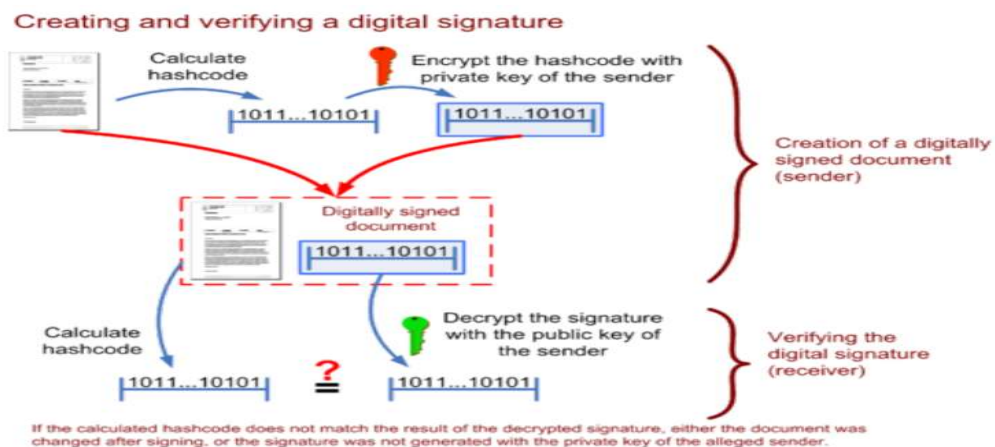 Creating and verifying a digital signature
Calculate
hashcode
Encrypt the hashcode with
private key of the sender
1011...10101
1011...10101
Creation of a digitally
signed document
(sender)
Digitally signed
document
1011...10101
Calculate
hashcode
Decrypt the signature
with the public key of
the sender
Verifying the
digital signature
(receiver)
1011...10101
?
=
1011...10101
If the calculated hashcode does not match the result of the decrypted signature, either the document was
changed after signing, or the signature was not generated with the private key of the alleged sender.